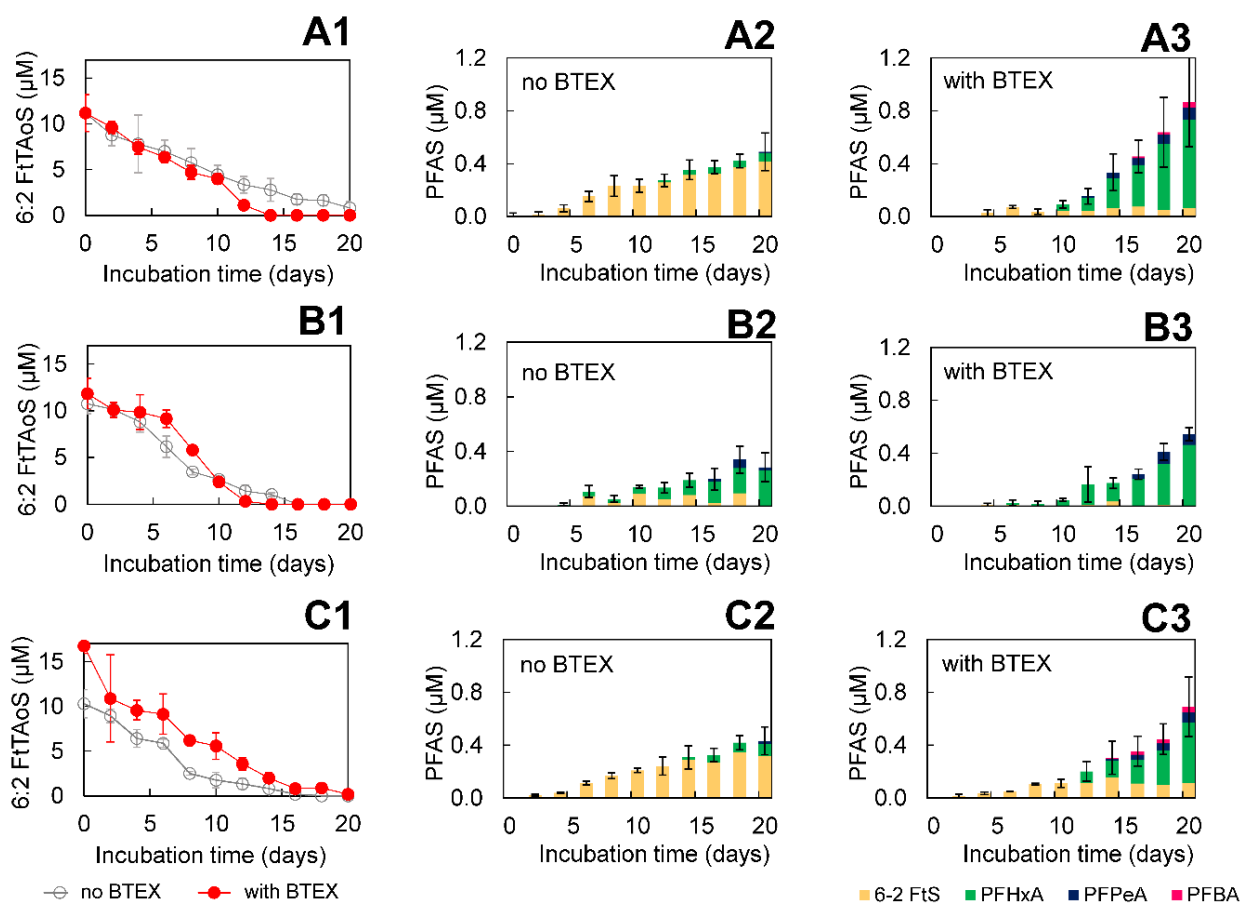 A1
A2
A3
6:2 FtTAoS (µM)
15
10
5
0
0 5 10 15 20
Incubation time (days)
PFAS (µM)
1.2
0.8
0.4
0.0
no BTEX
0 5 10 15 20
Incubation time (days)
PFAS (µM)
1.2
0.8
0.4
0.0
with BTEX
0 5 10 15 20
Incubation time (days)
B1
B2
B3
6:2 FtTAoS (µM)
15
10
5
0
0 5 10 15 20
Incubation time (days)
PFAS (µM)
1.2
0.8
0.4
0.0
no BTEX
0 5 10 15 20
Incubation time (days)
PFAS (µM)
1.2
0.8
0.4
0.0
with BTEX
0 5 10 15 20
Incubation time (days)
C1
C2
C3
6:2 FtTAoS (µM)
15
10
5
0
0 5 10 15 20
Incubation time (days)
PFAS (µM)
1.2
0.8
0.4
0.0
no BTEX
0 5 10 15 20
Incubation time (days)
PFAS (µM)
1.2
0.8
0.4
0.0
with BTEX
0 5 10 15 20
Incubation time (days)
no BTEX with BTEX
6-2 FtS PFHxA PFPeA PFBA